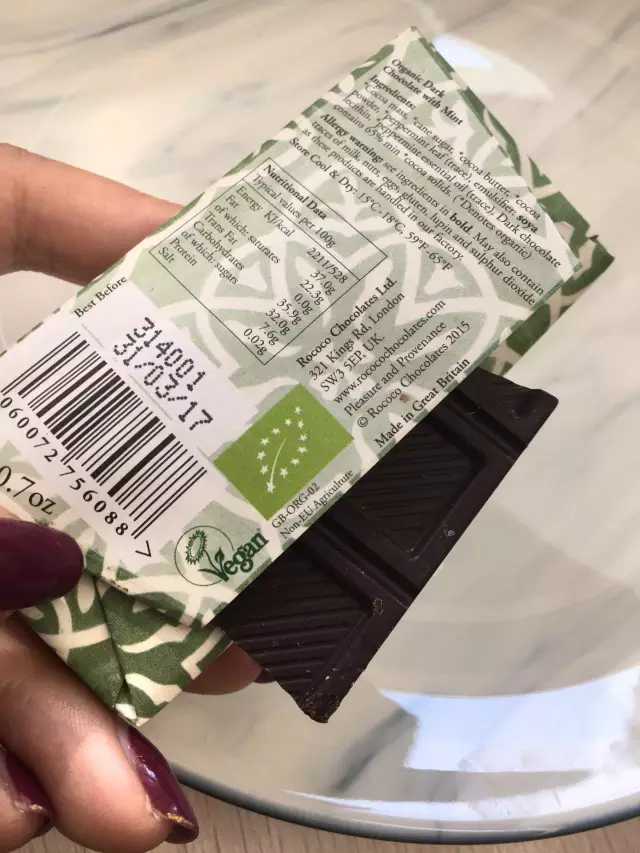 Organic Dark
Chocolate with Mint
Ingredients:
*Cocoa mass, *cane sugar, *cocoa butter, *cocoa
powder, *peppermint leaf (trace), emulsifier: soya
lecithin, *peppermint essential oil (trace). Dark chocolate
contains 65% min *cocoa solids. (*Denotes organic)
Allergy warning: see ingredients in bold. May also contain
traces of milk, nuts, eggs, gluten, lupin and sulphur dioxide,
as these products are handled in our factory.
Store Cool & Dry: 15°C-18°C, 59°F-65°F
Nutritional Data
Typical values per 100g
Energy KJ/kcal 2211/528
Fat 37.0g
of which: saturates 22.3g
Trans Fat 0.0g
Carbohydrates 35.9g
of which: sugars 32.0g
Protein 7.6g
Salt 0.02g
Rococo Chocolates Ltd
321 Kings Rd, London
SW3 5EP, UK.
www.rococochocolates.com
Pleasure and Provenance
© Rococo Chocolates 2015
Made in Great Britain
Best Before
314001
31/03/17
060072 756088 >
0.7 oz
GB-ORG-02
Non-EU Agriculture
Vegan